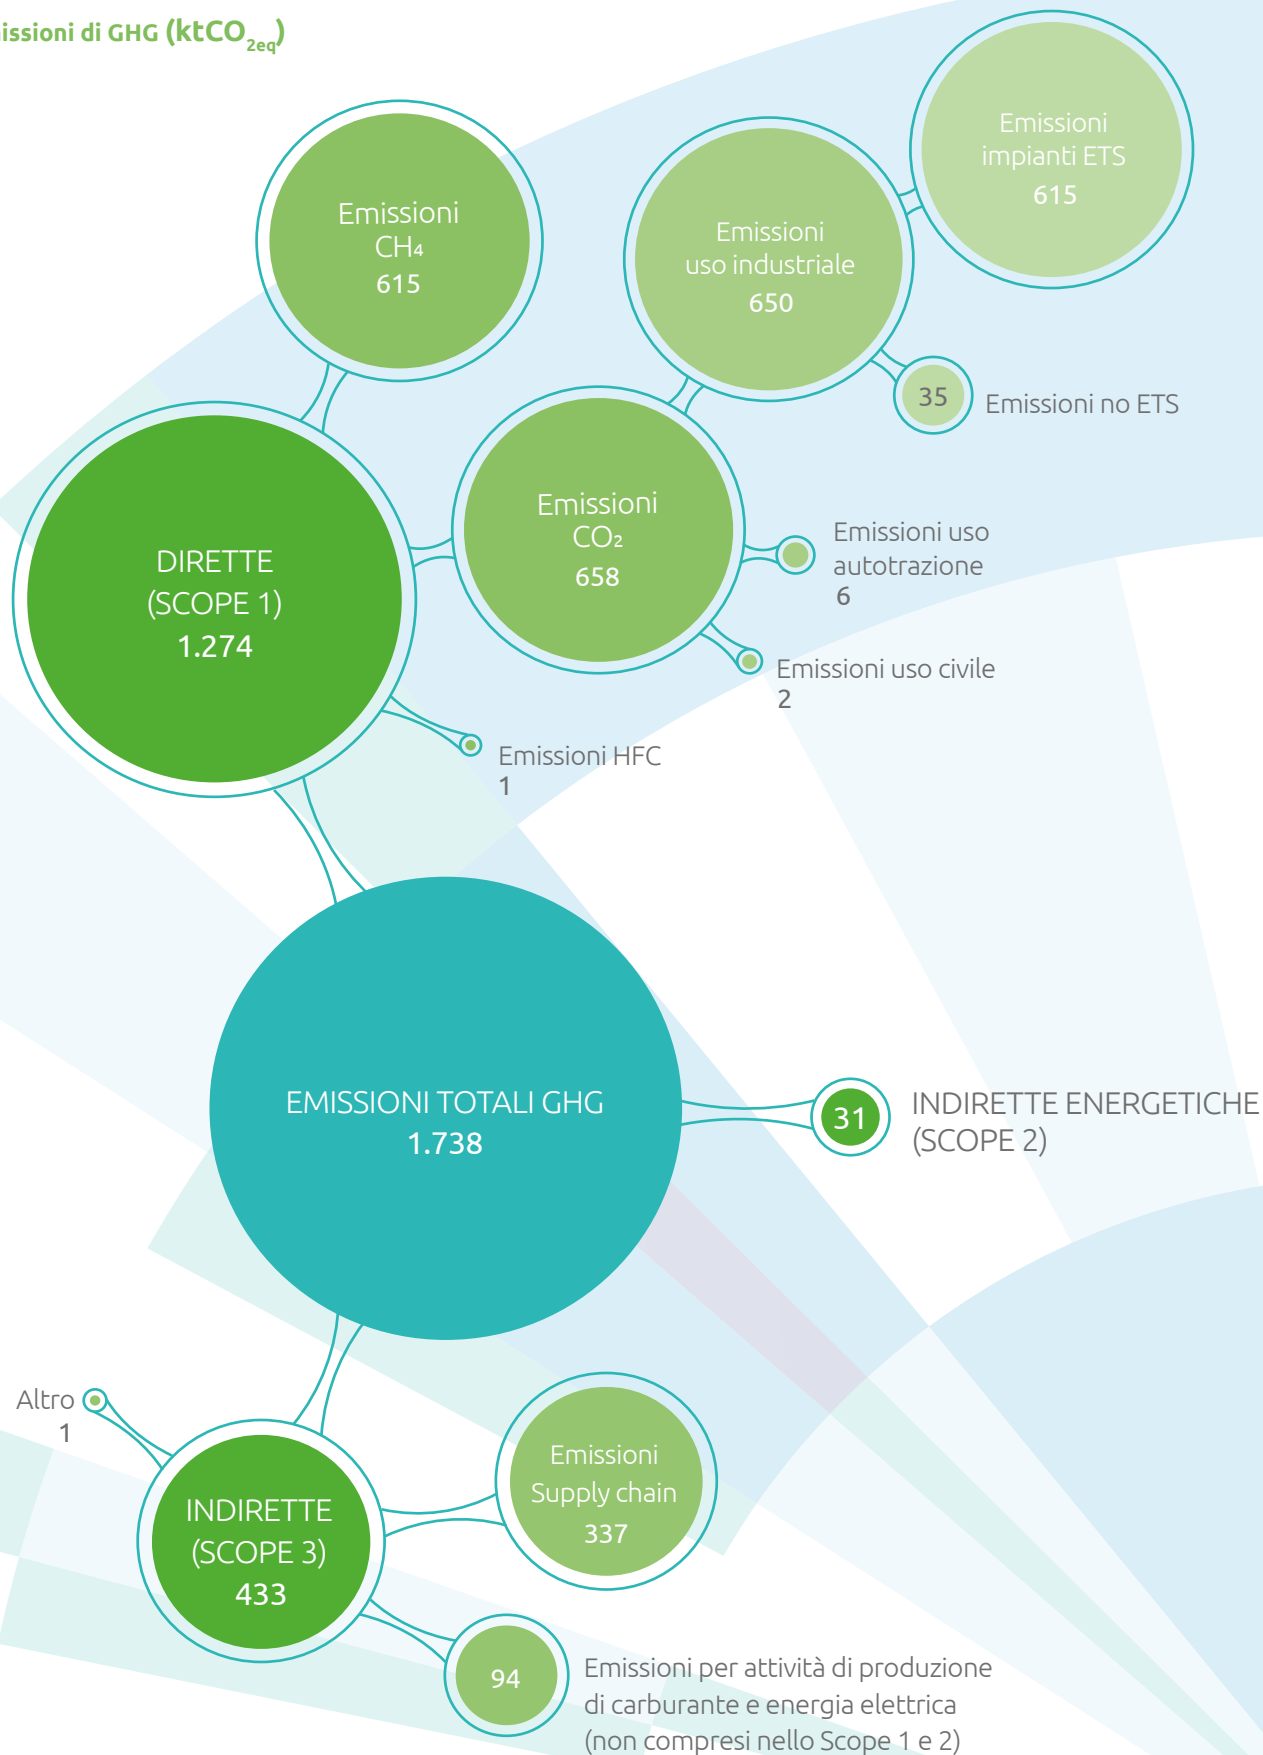 issioni di GHG (ktCO2eq)
Emissioni
impianti ETS
615
Emissioni
CH4
615
Emissioni
uso industriale
650
35
Emissioni no ETS
Emissioni
CO2
658
Emissioni uso
autotrazione
6
DIRETTE
(SCOPE 1)
1.274
Emissioni uso civile
2
Emissioni HFC
1
EMISSIONI TOTALI GHG
1.738
31
INDIRETTE ENERGETICHE
(SCOPE 2)
Altro
1
Emissioni
Supply chain
337
INDIRETTE
(SCOPE 3)
433
94
Emissioni per attività di produzione
di carburante e energia elettrica
(non compresi nello Scope 1 e 2)